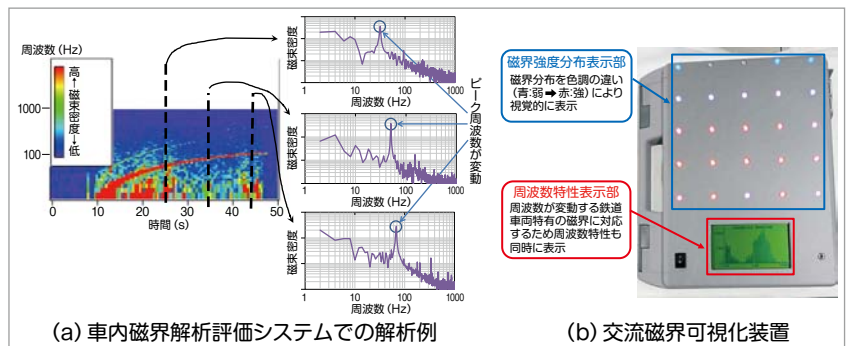 周波数 (Hz)
高←磁束密度→低
1000
100
0 10 20 30 40 50
時間 (S)
磁束密度
1 10 100 1000
周波数 (Hz)
磁束密度
1 10 100 1000
周波数 (Hz)
磁束密度
1 10 100 1000
周波数 (Hz)
ピーク周波数が変動
(a) 車内磁界解析評価システムでの解析例
磁界強度分布表示部
磁界分布を色調の違い
(青:弱➡赤:強)により
視覚的に表示
周波数特性表示部
周波数が変動する鉄道
車両特有の磁界に対応
するため周波数特性も
同時に表示
(b) 交流磁界可視化装置